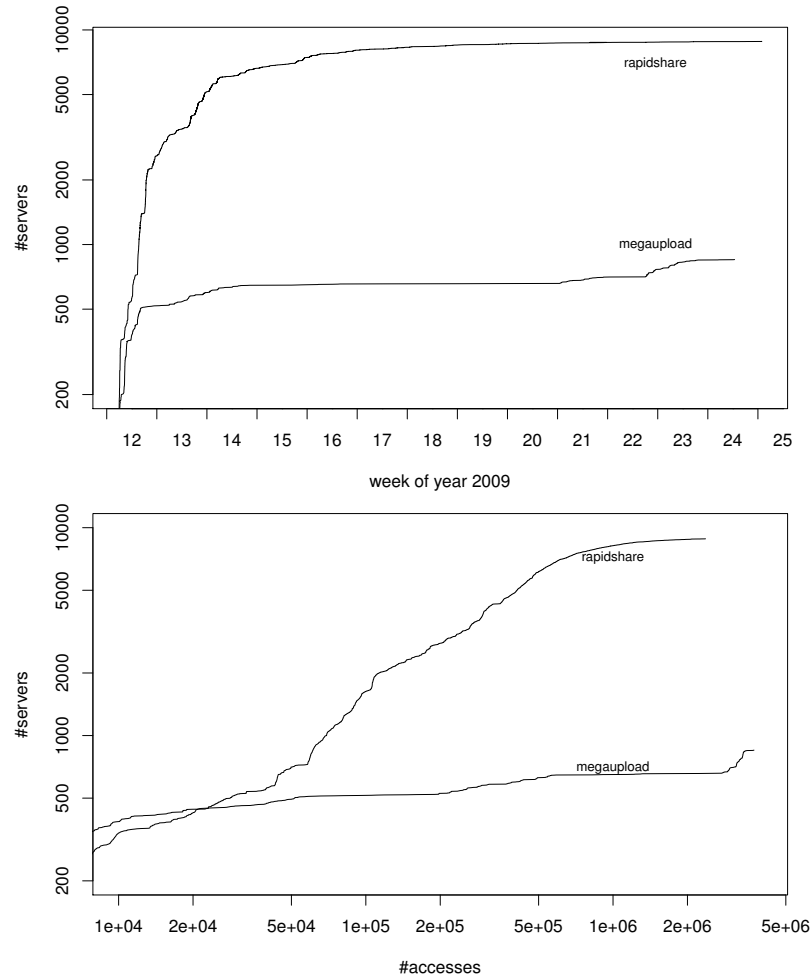 10000
5000
2000
1000
500
200
#servers
rapidshare
megaupload
12 13 14 15 16 17 18 19 20 21 22 23 24 25
week of year 2009
10000
5000
2000
1000
500
200
#servers
rapidshare
megaupload
1e+04 2e+04 5e+04 1e+05 2e+05 5e+05 1e+06 2e+06 5e+06
#accesses